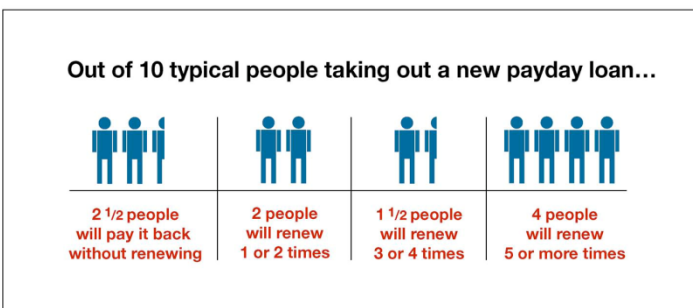 Out of 10 typical people taking out a new payday loan...
2 1/2 people
will pay it back
without renewing
2 people
will renew
1 or 2 times
1 1/2 people
will renew
3 or 4 times
4 people
will renew
5 or more times